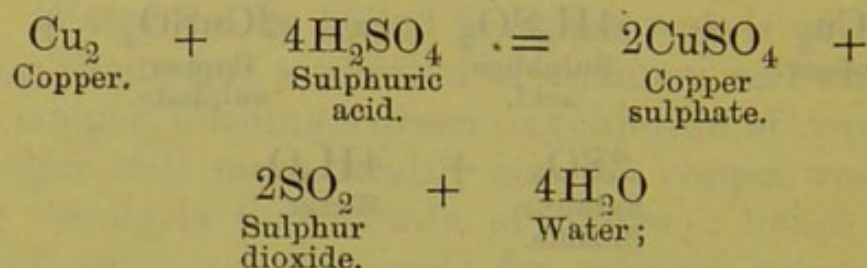 Cu₂ + 4H₂SO₄ = 2CuSO₄ +
Copper. Sulphuric Copper
acid. sulphate.
2SO₂ + 4H₂O
Sulphur Water;
dioxide.